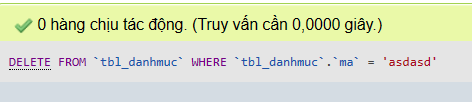 0 hàng chịu tác động. (Truy vấn cần 0,0000 giây.)
DELETE FROM `tbl_danhmuc` WHERE `tbl_danhmuc`.`ma` = 'asdasd'